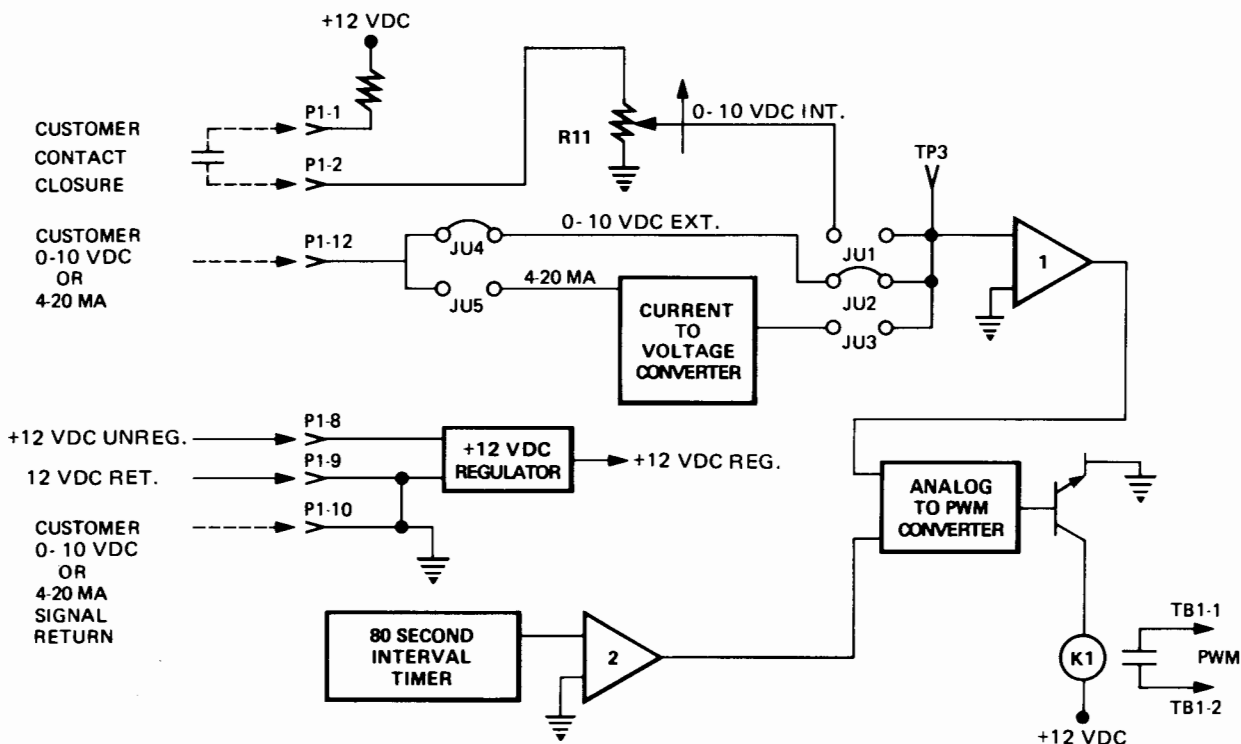 +12 VDC
P1-1
CUSTOMER
CONTACT
CLOSURE
P1-2
R11
0-10 VDC INT.
TP3
CUSTOMER
0-10 VDC
OR
4-20 MA
P1-12
JU4
0-10 VDC EXT.
JU5
4-20 MA
CURRENT
TO
VOLTAGE
CONVERTER
JU1
JU2
JU3
1
+12 VDC UNREG.
P1-8
12 VDC RET.
P1-9
+12 VDC
REGULATOR
+12 VDC REG.
P1-10
CUSTOMER
0-10 VDC
OR
4-20 MA
SIGNAL
RETURN
ANALOG
TO PWM
CONVERTER
80 SECOND
INTERVAL
TIMER
2
K1
TB1-1
PWM
TB1-2
+12 VDC